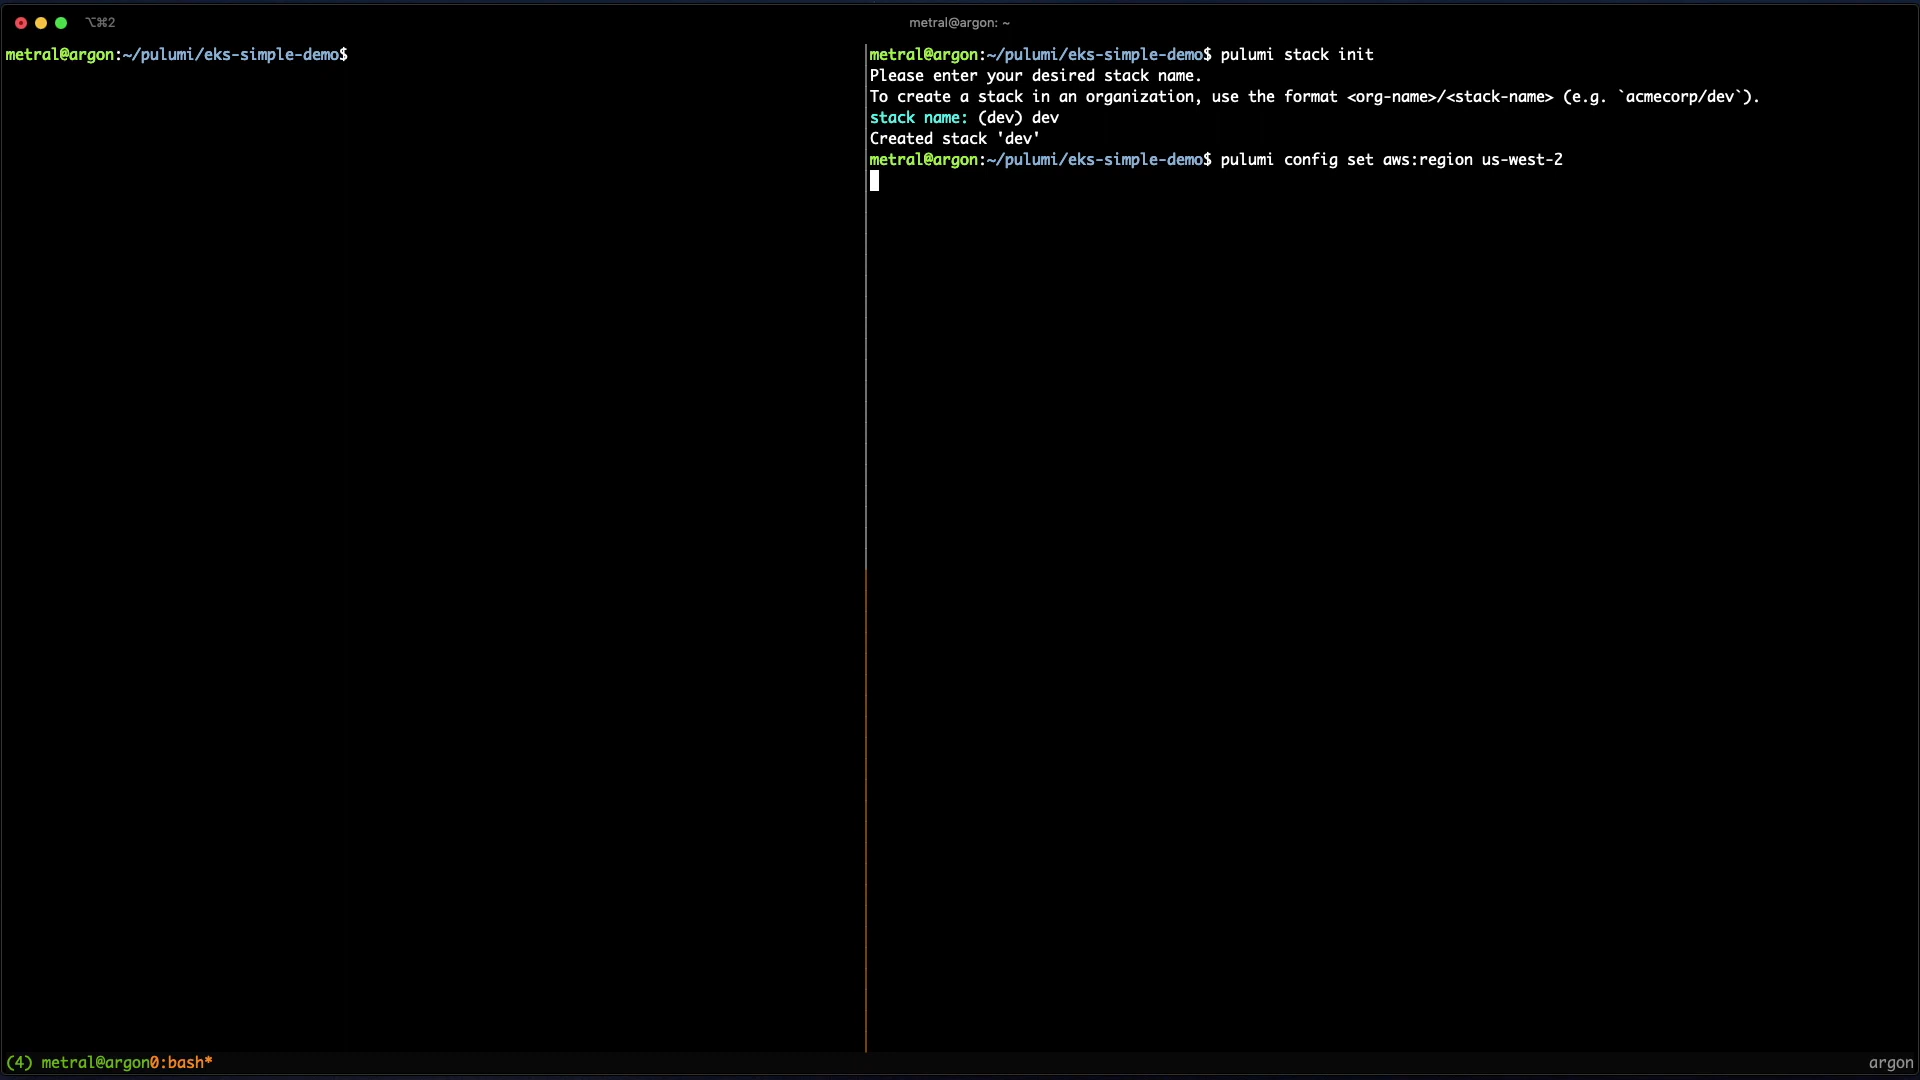 ⌥⌘2
metral@argon: ~
metral@argon:~/pulumi/eks-simple-demo$
metral@argon:~/pulumi/eks-simple-demo$ pulumi stack init
Please enter your desired stack name.
To create a stack in an organization, use the format <org-name>/<stack-name> (e.g. `acmecorp/dev`).
stack name: (dev) dev
Created stack 'dev'
metral@argon:~/pulumi/eks-simple-demo$ pulumi config set aws:region us-west-2
(4) metral@argon0:bash*
argon